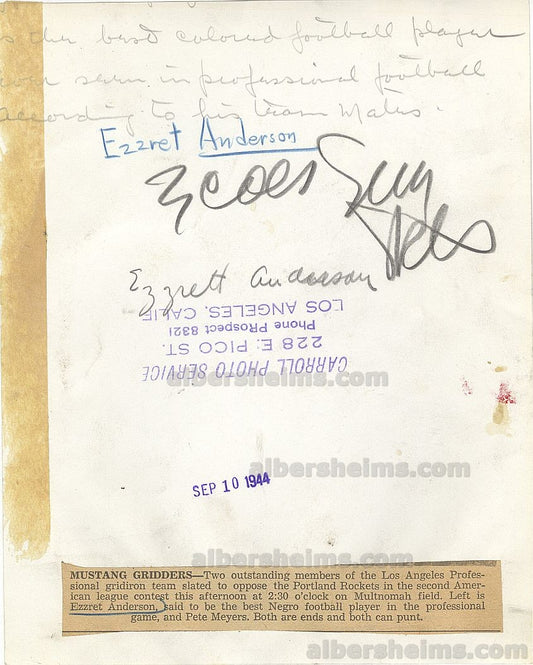 s the best colored football player
ever seen in professional football
according to his team mates.
Ezzret Anderson
Ezzrett Anderson
CARROLL PHOTO SERVICE
228 E. PICO ST.
Phone PRospect 8321
LOS ANGELES, CALIF.
albersheims.com
albersheims.com
SEP 10 1944
albersheims.com
MUSTANG GRIDDERS—Two outstanding members of the Los Angeles Profes-
sional gridiron team slated to oppose the Portland Rockets in the second Amer-
ican league contest this afternoon at 2:30 o'clock on Multnomah field. Left is
Ezzret Anderson, said to be the best Negro football player in the professional
game, and Pete Meyers. Both are ends and both can punt.
albersheims.com